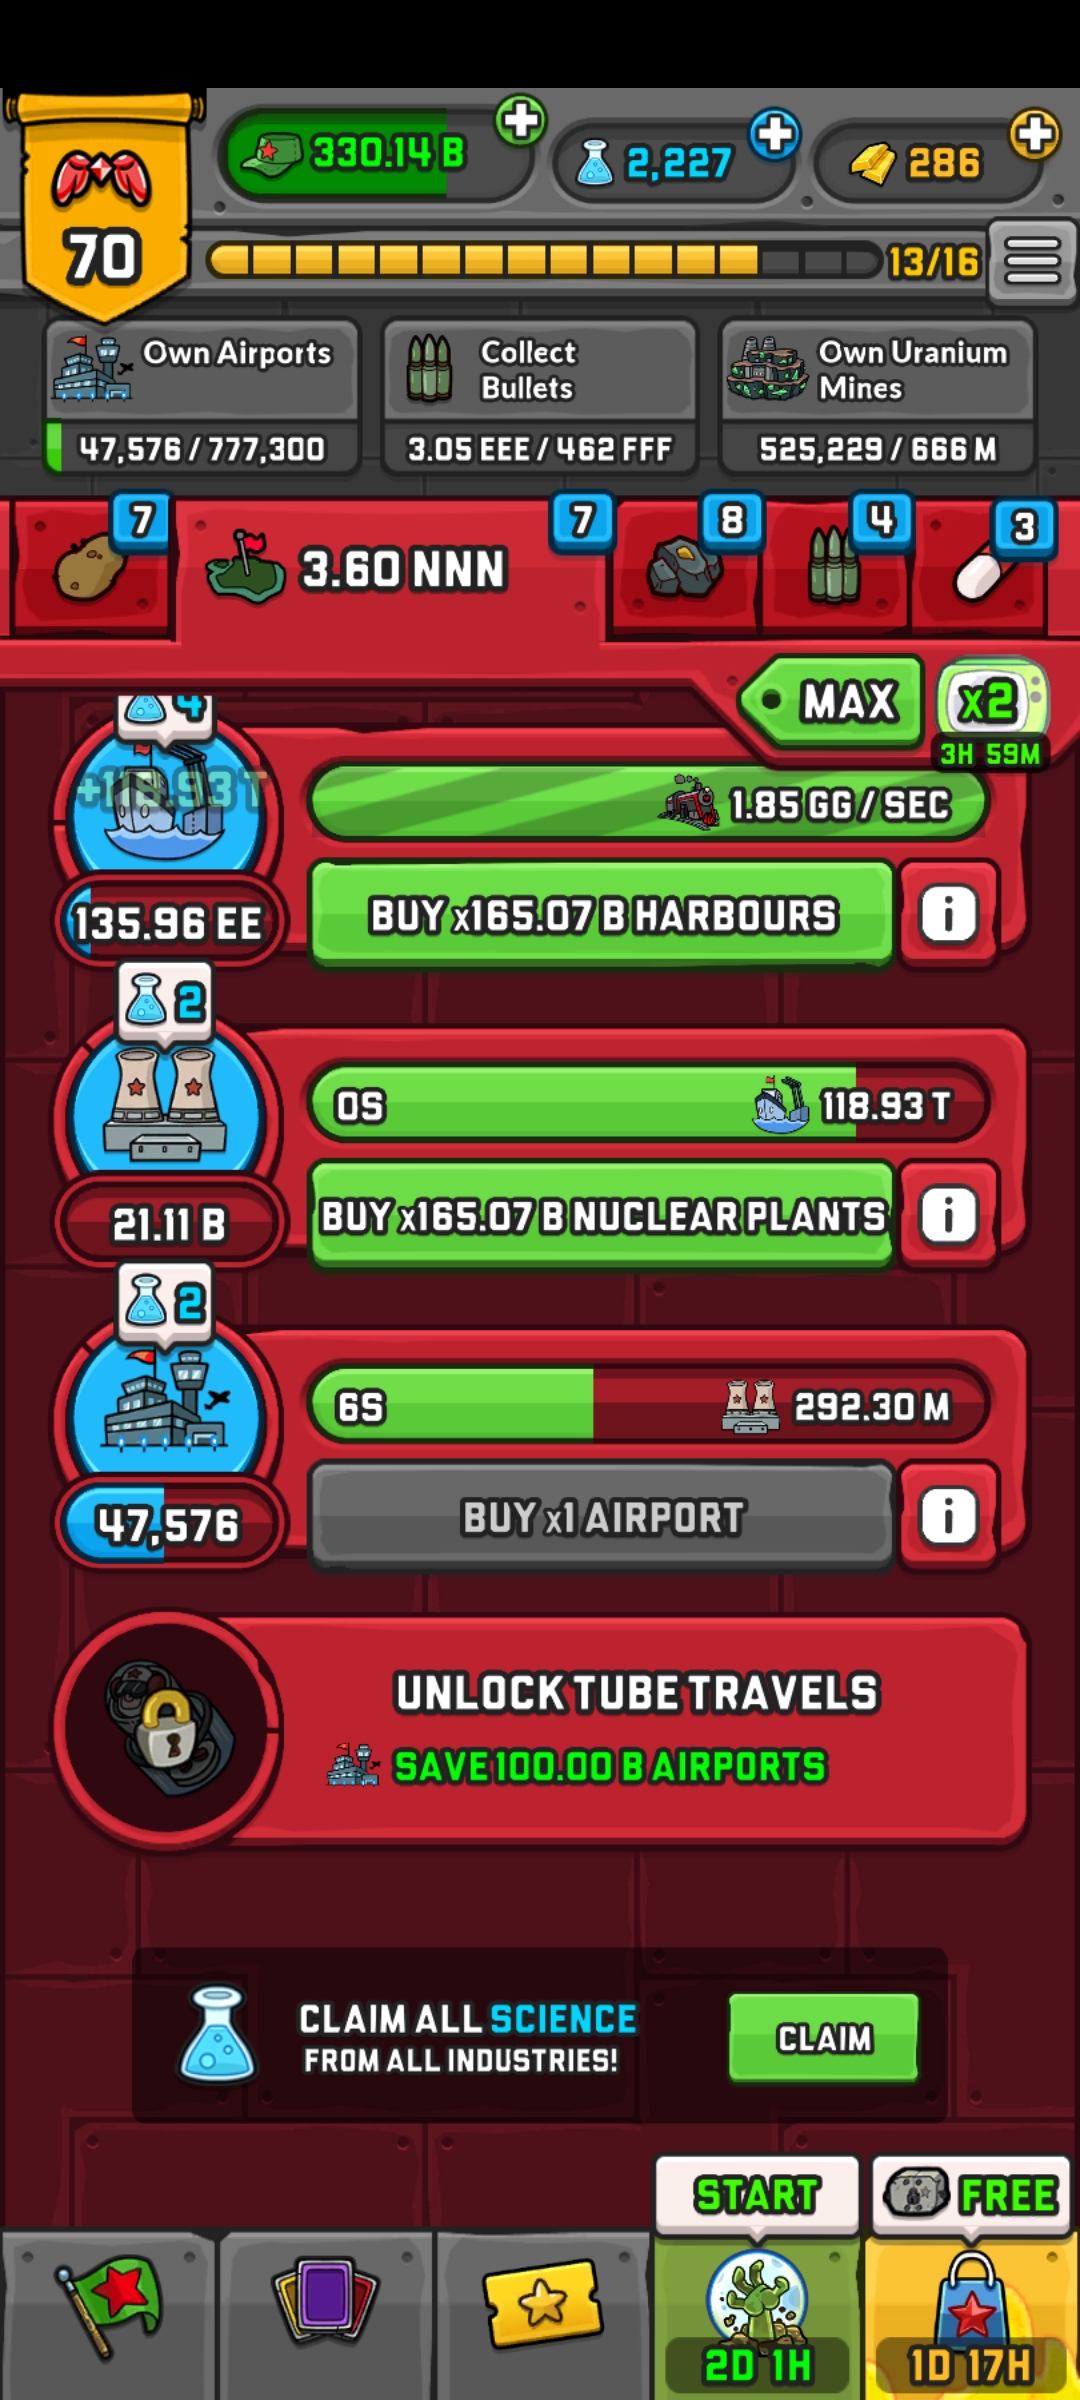 330.14 B
2,227
286
70
13/16
Own Airports
47,576 / 777,300
Collect
Bullets
3.05 EEE / 462 FFF
Own Uranium
Mines
525,229 / 666 M
7
3.60 NNN
7
8
4
3
MAX
x2
3H 59M
4
+118.93 T
1.85 GG / SEC
135.96 EE
BUY x165.07 B HARBOURS
i
2
0S
118.93 T
21.11 B
BUY x165.07 B NUCLEAR PLANTS
i
2
6S
292.30 M
47,576
BUY x1 AIRPORT
i
UNLOCK TUBE TRAVELS
SAVE 100.00 B AIRPORTS
CLAIM ALL SCIENCE
FROM ALL INDUSTRIES!
CLAIM
START
FREE
2D 1H
1D 17H